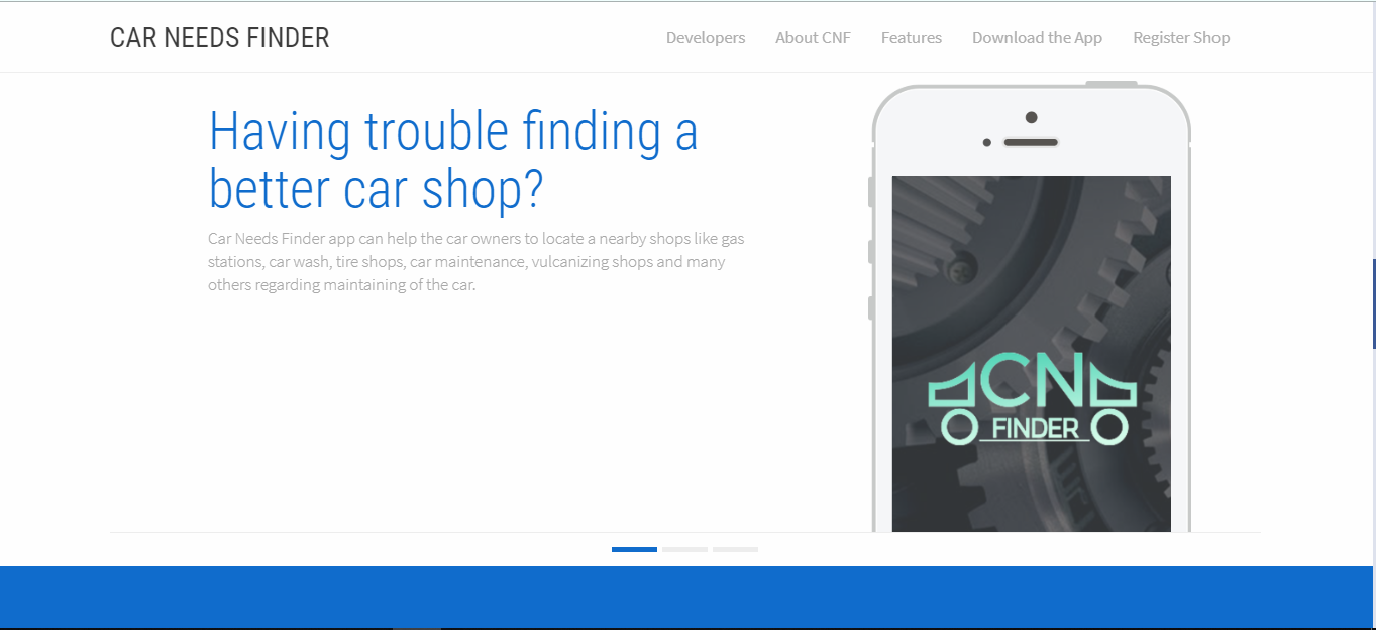 CAR NEEDS FINDER
Developers
About CNF
Features
Download the App
Register Shop
Having trouble finding a
better car shop?
Car Needs Finder app can help the car owners to locate a nearby shops like gas
stations, car wash, tire shops, car maintenance, vulcanizing shops and many
others regarding maintaining of the car.
CN
FINDER